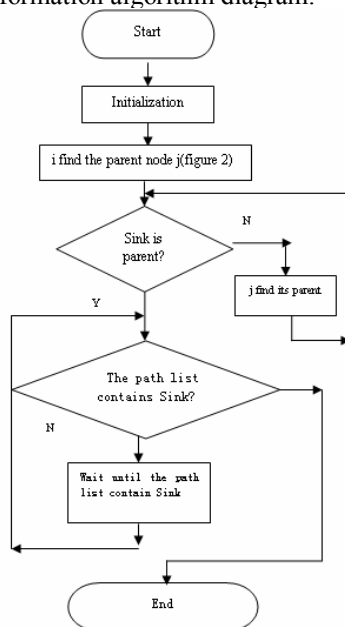 formation algorithm diagram.
Start
Initialization
i find the parent node j(figure 2)
Sink is
parent?
N
j find its parent
Y
The path list
contains Sink?
N
Wait until the path
list contain Sink
End